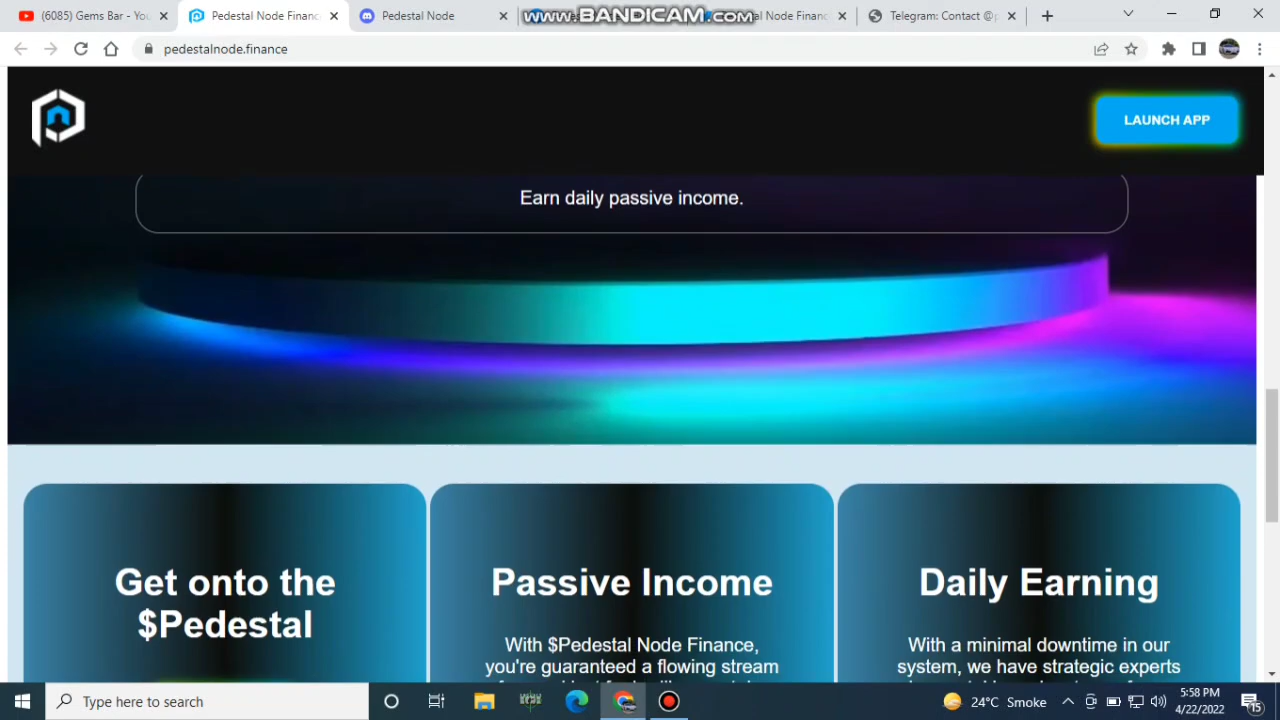 (6085) Gems Bar - You
Pedestal Node Financ
Pedestal Node
www.BANDICAM.com
Pedestal Node Finan
Telegram: Contact @p
pedestalnode.finance
LAUNCH APP
Earn daily passive income.
Get onto the
$Pedestal
Passive Income
With $Pedestal Node Finance,
you're guaranteed a flowing stream
Daily Earning
With a minimal downtime in our
system, we have strategic experts
Type here to search
24°C Smoke
5:58 PM
4/22/2022
15